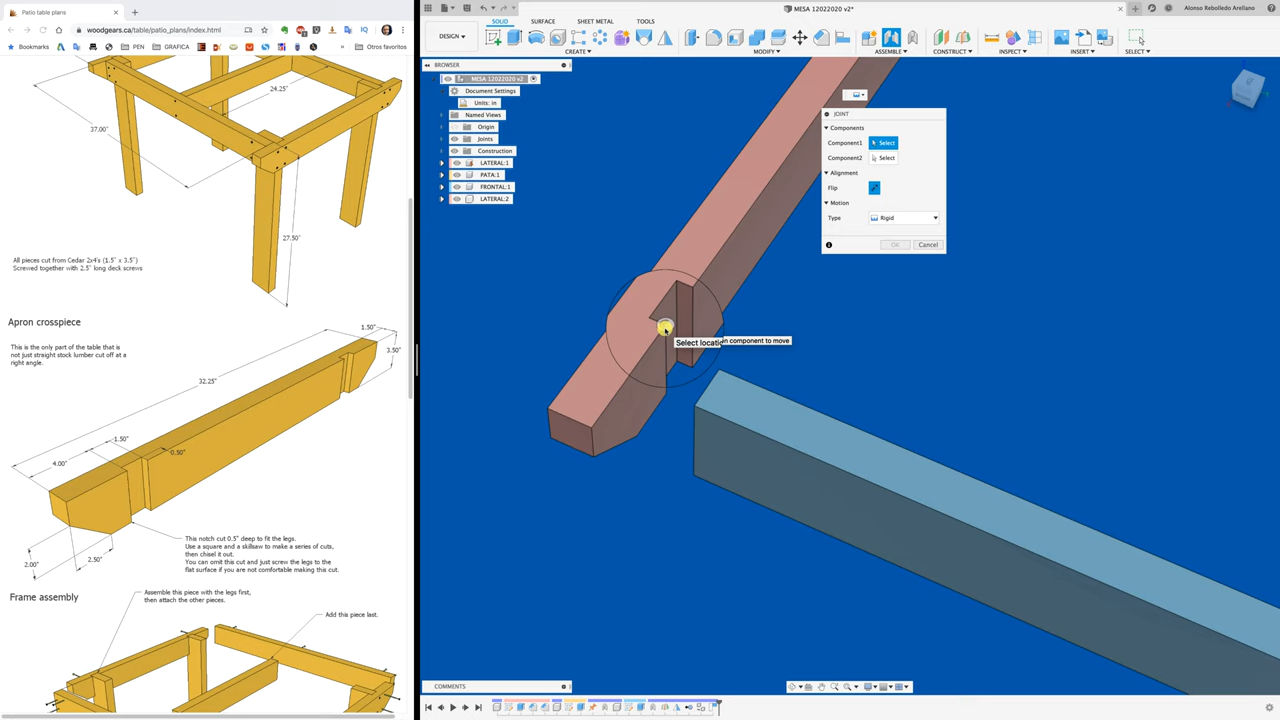 Patio table plans
woodgears.ca/table/patio_plans/index.html
Bookmarks
PEN
GRAFICA
Otros favoritos
24.25"
37.00"
27.50"
All pieces cut from Cedar 2x4's (1.5" x 3.5")
Screwed together with 2.5" long deck screws
Apron crosspiece
This is the only part of the table that is
not just straight stock lumber cut off at a
right angle.
1.50"
3.50"
32.25"
1.50"
0.50"
4.00"
2.50"
2.00"
This notch cut 0.5" deep to fit the legs.
Use a square and a skillsaw to make a series of cuts,
then chisel it out.
You can omit this cut and just screw the legs to the
flat surface if you are not comfortable making this cut.
Frame assembly
Assemble this piece with the legs first,
then attach the other pieces.
Add this piece last.
MESA 12022020 v2*
Alonso Rebolledo Arellano
SOLID
SURFACE
SHEET METAL
TOOLS
DESIGN
CREATE
MODIFY
ASSEMBLE
CONSTRUCT
INSPECT
INSERT
SELECT
BROWSER
MESA 12022020 v2
Document Settings
Units: in
Named Views
Origin
Joints
Construction
LATERAL:1
PATA:1
FRONTAL:1
LATERAL:2
JOINT
Components
Component1 Select
Component2 Select
Alignment
Flip
Motion
Type Rigid
OK Cancel
in component to move
COMMENTS